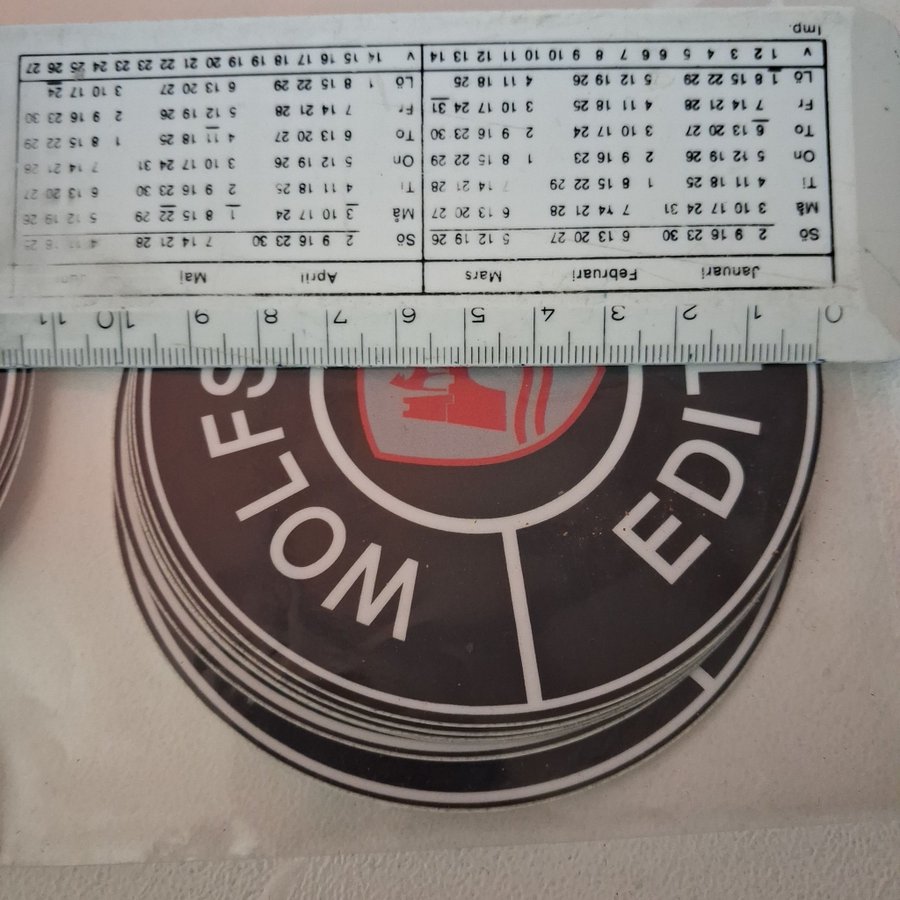 0 1 2 3 4 5 6 7 8 9 10 11
Januari Februari Mars April Maj Jun
Sö 2 9 16 23 30 6 13 20 27 5 12 19 26 Sö 2 9 16 23 30 7 14 21 28 4 11 18 25
Må 3 10 17 24 31 7 14 21 28 6 13 20 27 Må 3 10 17 24 1 8 15 22 29 5 12 19 26
Ti 4 11 18 25 1 8 15 22 29 7 14 21 28 Ti 4 11 18 25 2 9 16 23 30 6 13 20 27
On 5 12 19 26 2 9 16 23 1 8 15 22 29 On 5 12 19 26 3 10 17 24 31 7 14 21 28
To 6 13 20 27 3 10 17 24 2 9 16 23 30 To 6 13 20 27 4 11 18 25 1 8 15 22 29
Fr 7 14 21 28 4 11 18 25 3 10 17 24 31 Fr 7 14 21 28 5 12 19 26 2 9 16 23 30
Lö 1 8 15 22 29 5 12 19 26 4 11 18 25 Lö 1 8 15 22 29 6 13 20 27 3 10 17 24
v 1 2 3 4 5 6 6 7 8 9 10 10 11 12 13 14 v 14 15 16 17 18 19 19 20 21 22 23 23 24 25 26 27
Imp.
WOLFS
EDIT